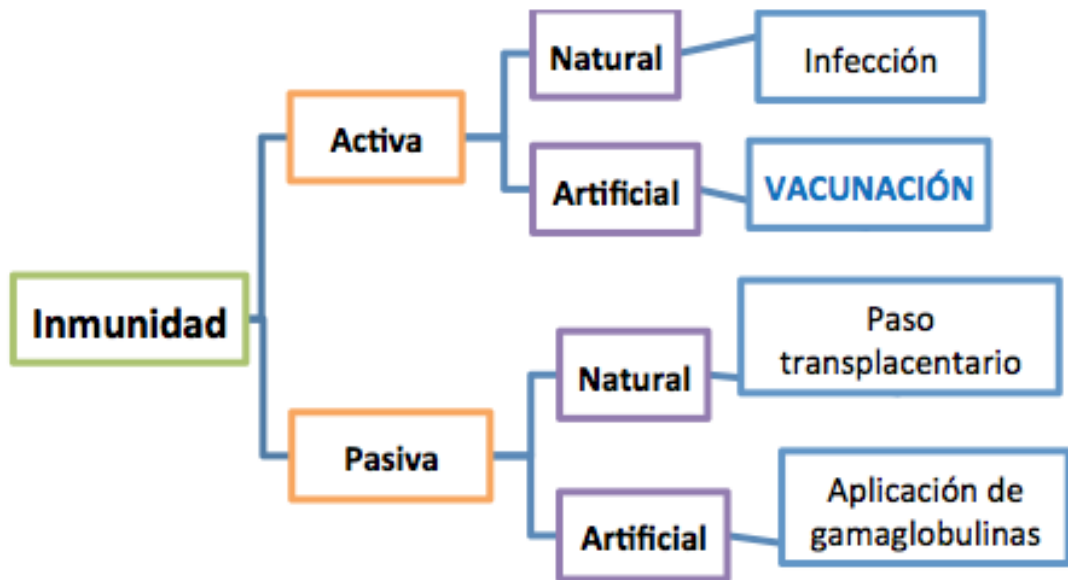 Inmunidad
Activa
Natural
Infección
Artificial
VACUNACIÓN
Pasiva
Natural
Paso
transplacentario
Artificial
Aplicación de
gamaglobulinas